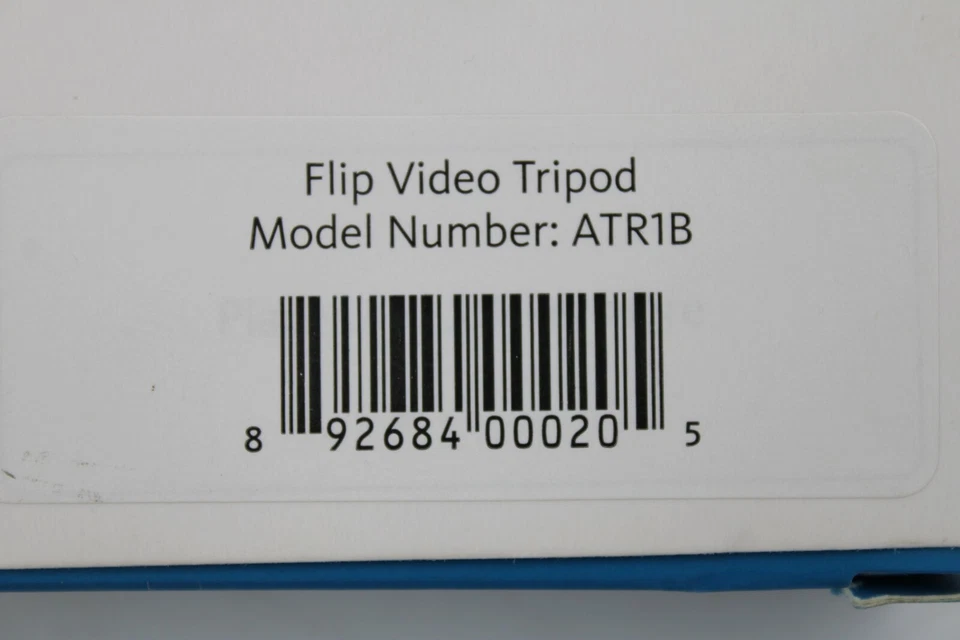 Flip Video Tripod
Model Number: ATR1B
8 92684 00020 5